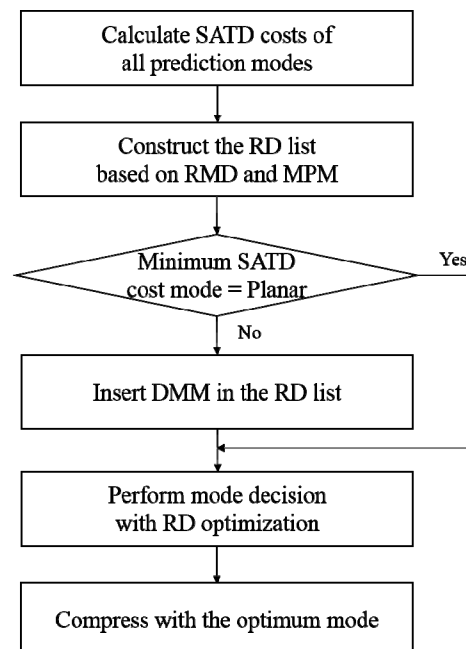 Calculate SATD costs of
all prediction modes
Construct the RD list
based on RMD and MPM
Minimum SATD
cost mode = Planar
Yes
No
Insert DMM in the RD list
Perform mode decision
with RD optimization
Compress with the optimum mode